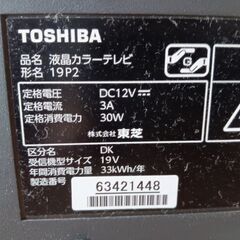 TOSHIBA
品名 液晶カラーテレビ
形名 19P2
定格電圧 DC12V
定格電流 3A
定格消費電力 30W
株式会社 東芝
区分名 DK
受信機型サイズ 19V
年間消費電力量 33kWh/年
製造番号
63421448
G